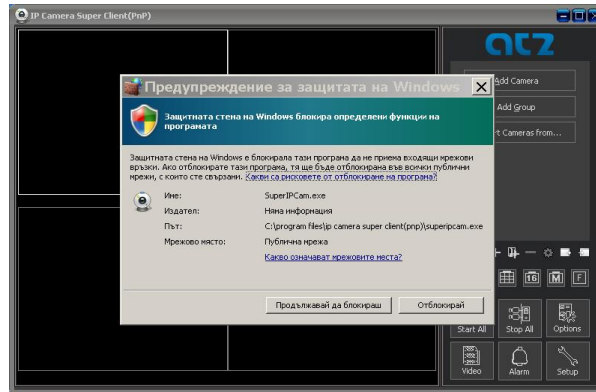 IP Camera Super Client(PnP)
atz
Add Camera
Add Group
t Cameras from...
Предупреждение за защитата на Windows
Защитната стена на Windows блокира определени функции на
програмата
Защитната стена на Windows е блокирала тази програма да не приема входящи мрежови
връзки. Ако отблокирате тази програма, тя ще бъде отблокирана във всички публични
мрежи, с които сте свързани. Какви са рисковете от отблокиране на програма?
Име: SuperIPCam.exe
Издател: Няма информация
Път: C:\program files\ip camera super client(pnp)\superipcam.exe
Мрежово място: Публична мрежа
Какво означават мрежовите места?
Продължавай да блокираш
Отблокирай
16 M F
Start All Stop All Options
Video Alarm Setup